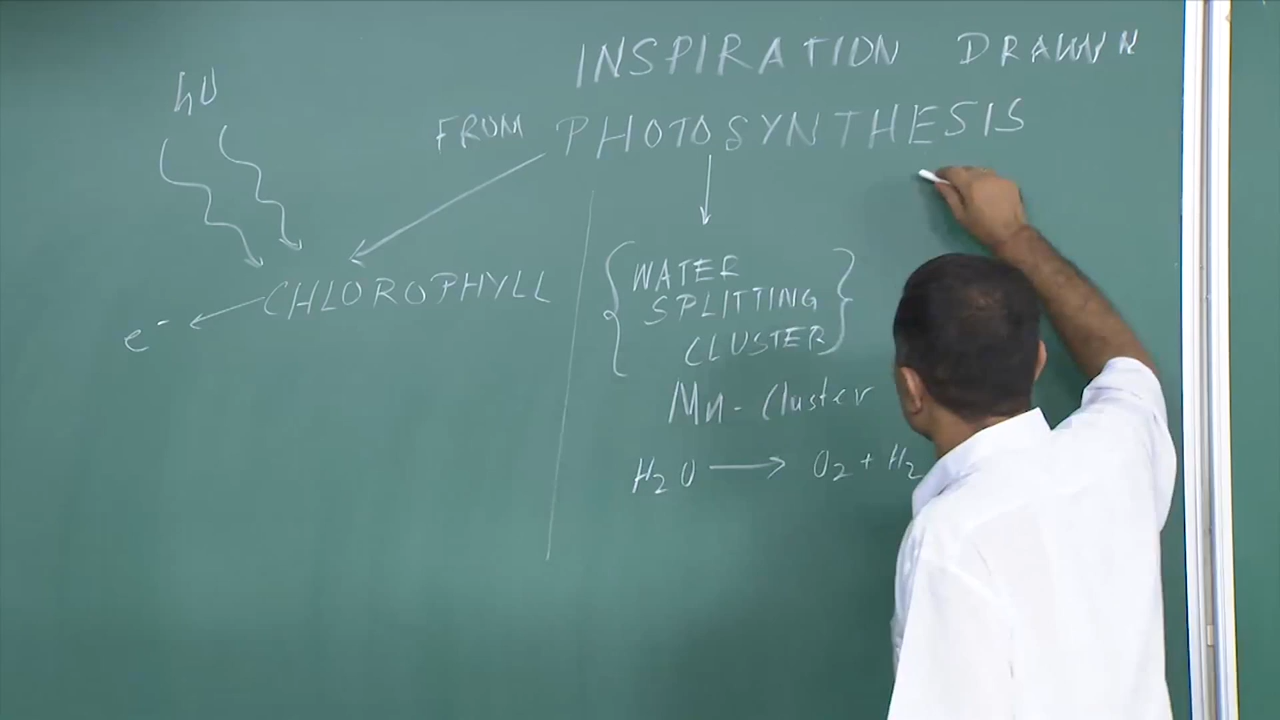 INSPIRATION DRAWN
FROM PHOTOSYNTHESIS
hυ
CHLOROPHYLL
e⁻
WATER
SPLITTING
CLUSTER
Mn- Cluster
H₂O → O₂ + H₂